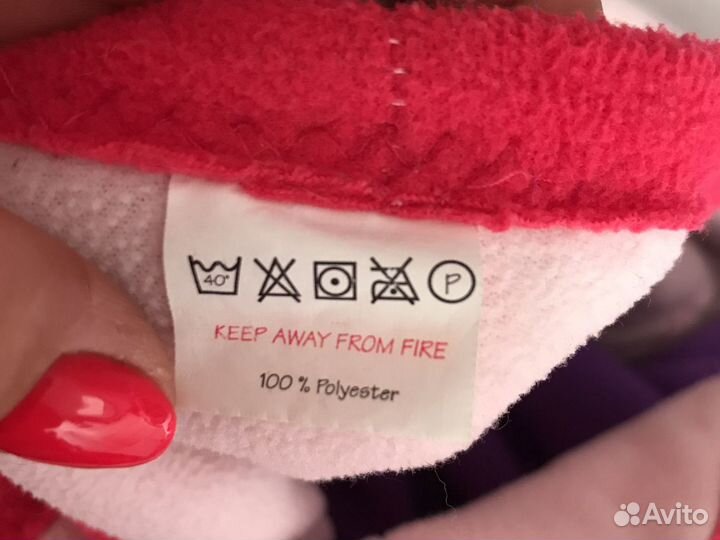 40°
P
KEEP AWAY FROM FIRE
100 % Polyester
Avito